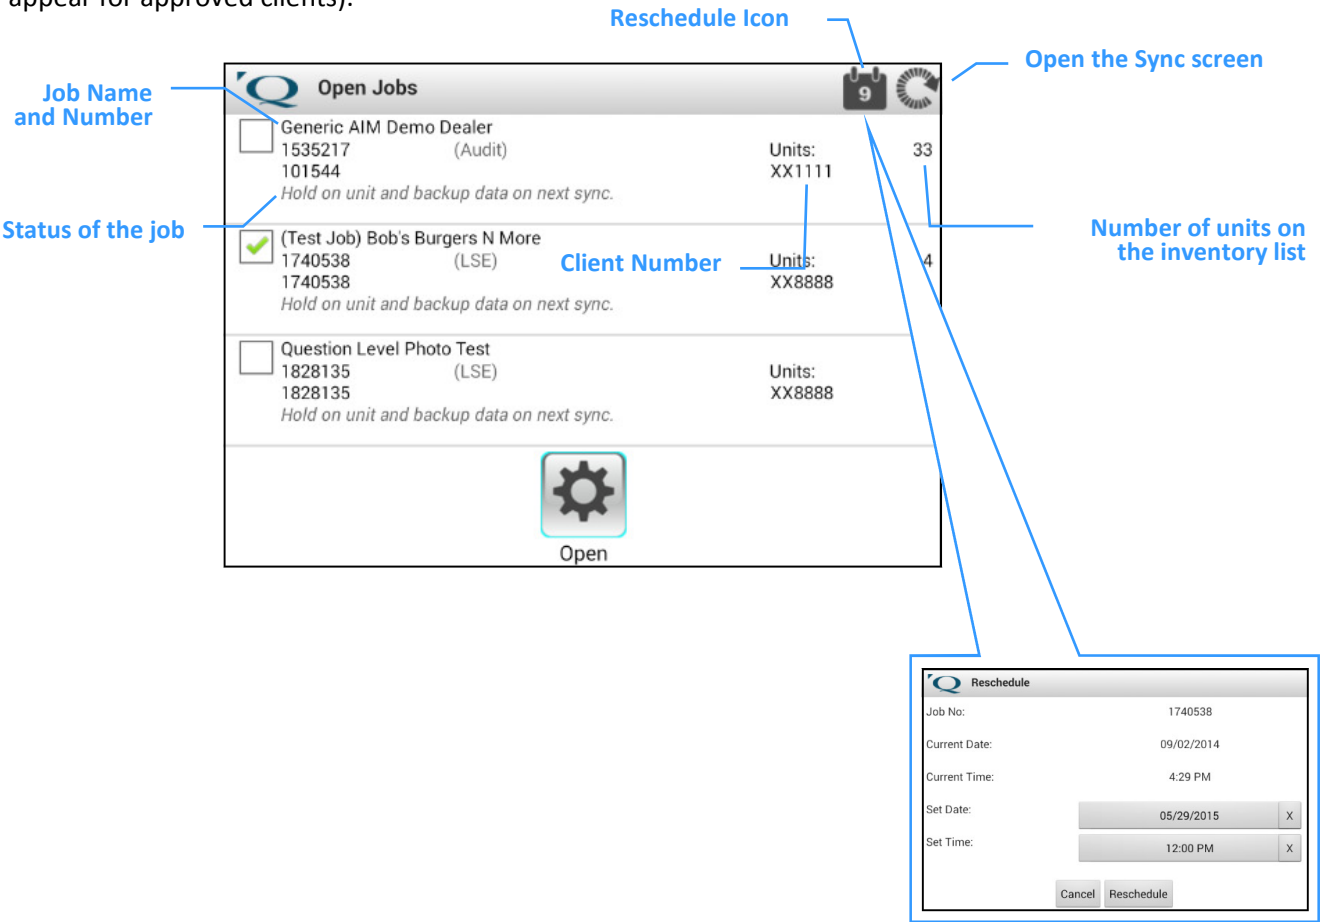 appear for approved clients).
Reschedule Icon
Open the Sync screen
Job Name
and Number
Q Open Jobs
9
Generic AIM Demo Dealer
1535217 (Audit) Units: 33
101544 XX1111
Hold on unit and backup data on next sync.
Status of the job
Number of units on
the inventory list
(Test Job) Bob's Burgers N More
1740538 (LSE) Units: 4
Client Number
1740538 XX8888
Hold on unit and backup data on next sync.
Question Level Photo Test
1828135 (LSE) Units:
1828135 XX8888
Hold on unit and backup data on next sync.
Open
Q Reschedule
Job No: 1740538
Current Date: 09/02/2014
Current Time: 4:29 PM
Set Date: 05/29/2015 X
Set Time: 12:00 PM X
Cancel Reschedule